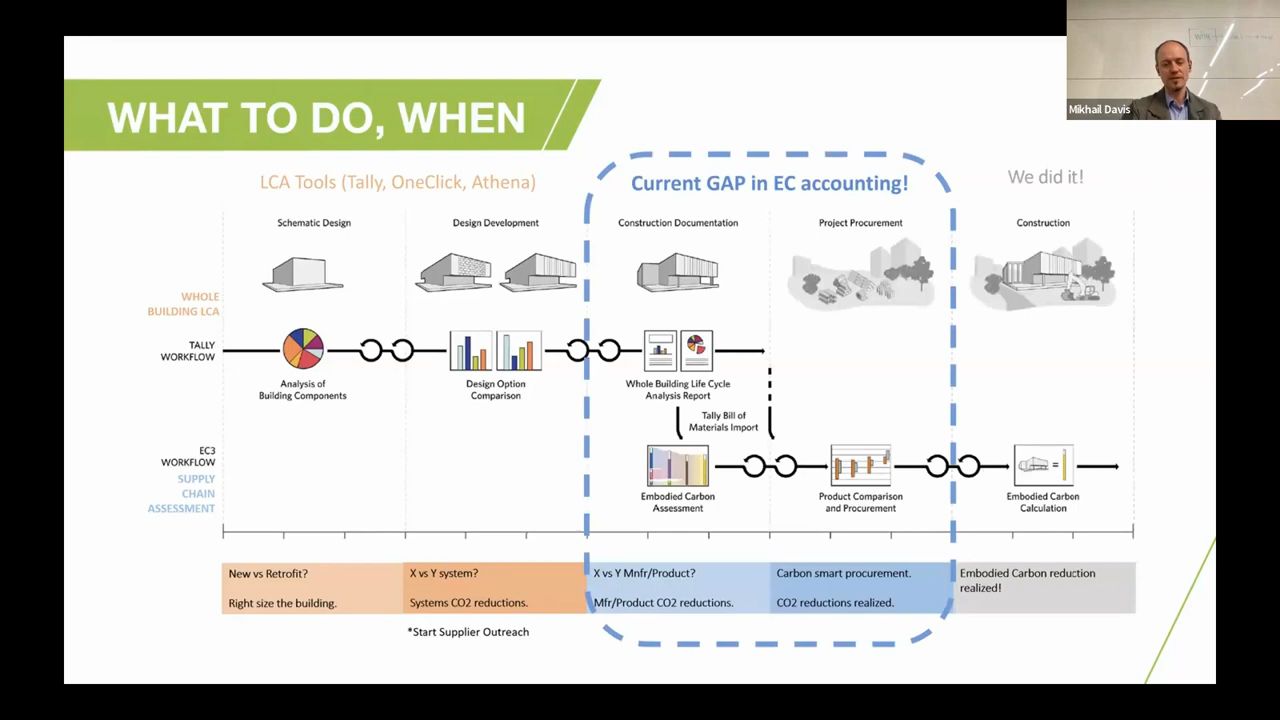 WHAT TO DO, WHEN
Mikhail Davis
LCA Tools (Tally, OneClick, Athena)
Current GAP in EC accounting!
We did it!
Schematic Design
Design Development
Construction Documentation
Project Procurement
Construction
WHOLE
BUILDING LCA
TALLY
WORKFLOW
Analysis of
Building Components
Design Option
Comparison
Whole Building Life Cycle
Analysis Report
Tally Bill of
Materials Import
EC3
WORKFLOW
SUPPLY
CHAIN
ASSESSMENT
Embodied Carbon
Assessment
Product Comparison
and Procurement
=
Embodied Carbon
Calculation
New vs Retrofit?
Right size the building.
X vs Y system?
Systems CO2 reductions.
X vs Y Mnfr/Product?
Mfr/Product CO2 reductions.
Carbon smart procurement.
CO2 reductions realized.
Embodied Carbon reduction
realized!
*Start Supplier Outreach